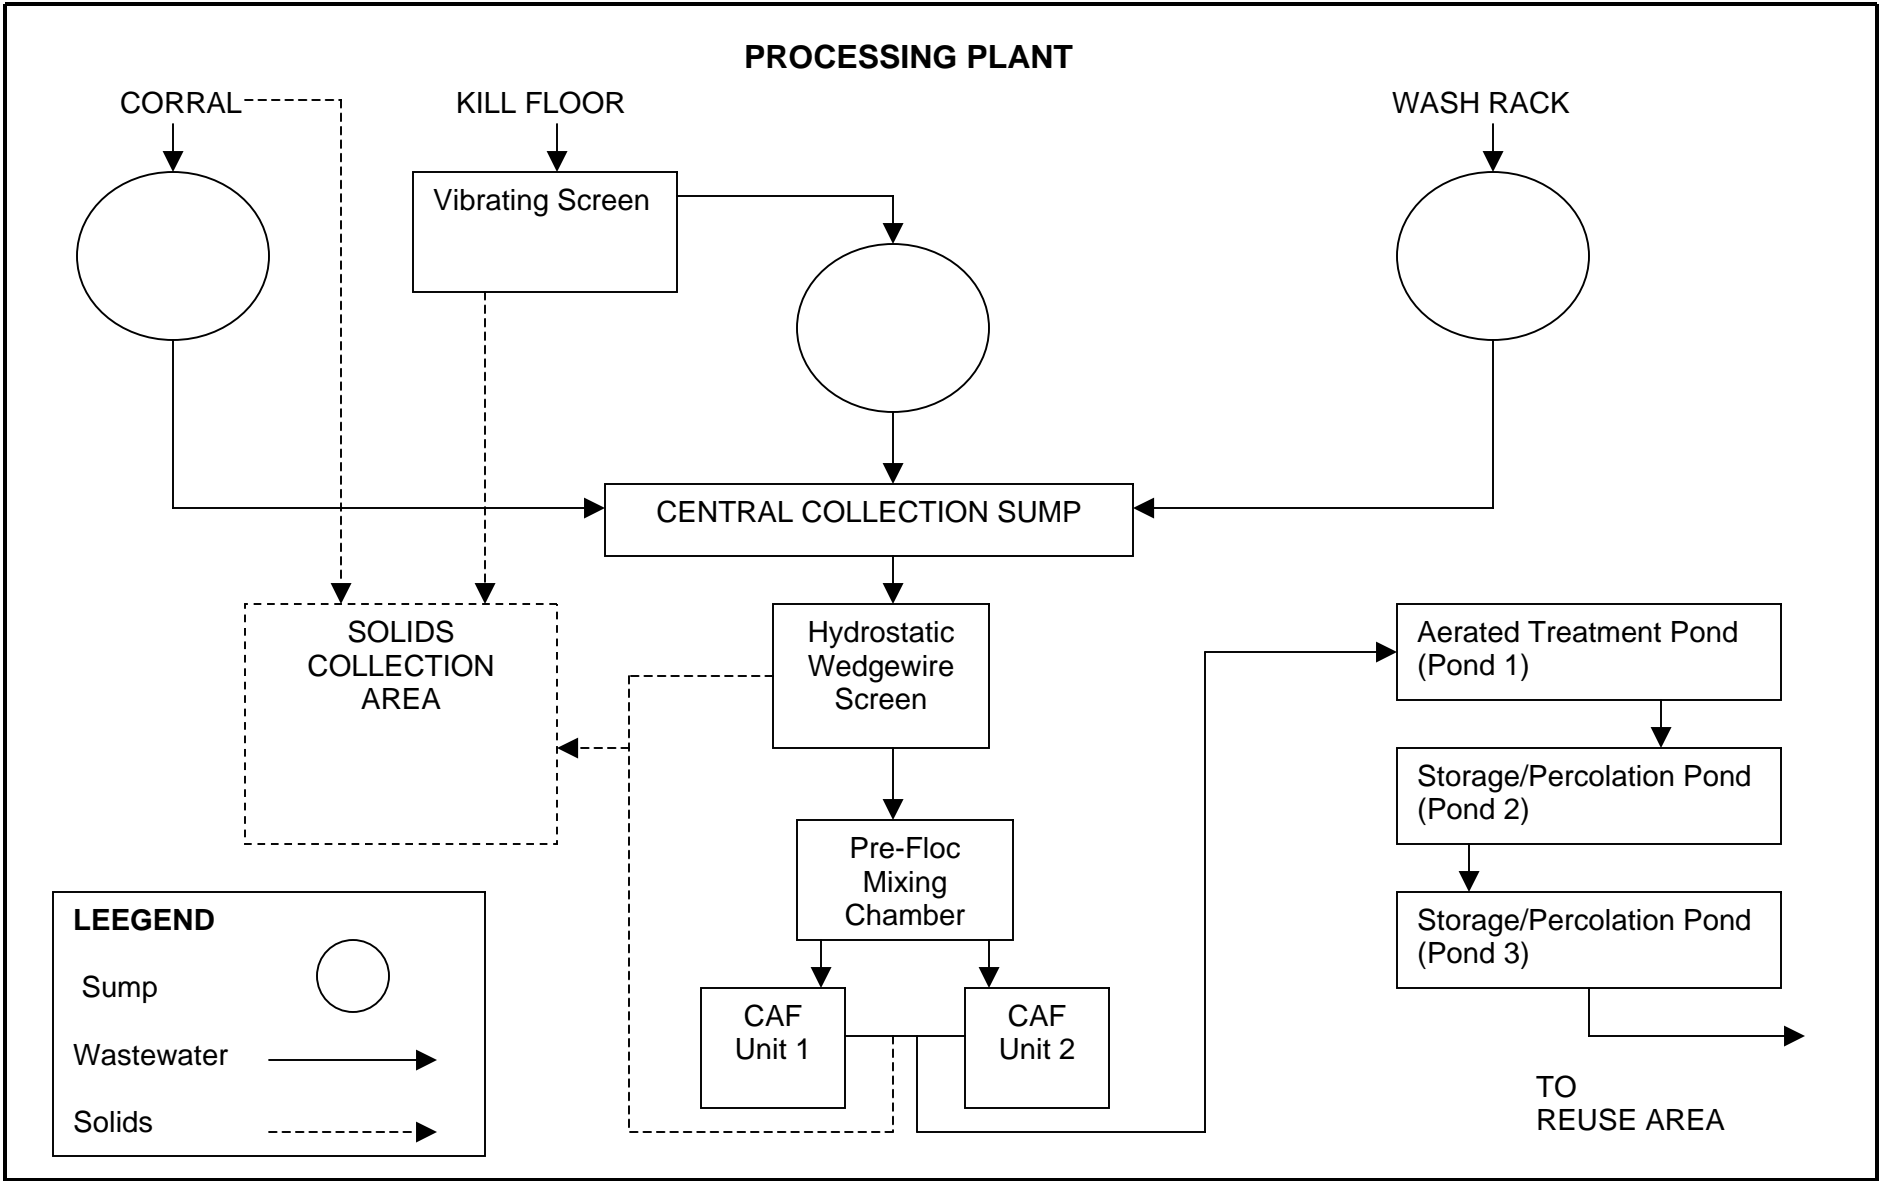 PROCESSING PLANT
CORRAL
KILL FLOOR
WASH RACK
Vibrating Screen
CENTRAL COLLECTION SUMP
SOLIDS
COLLECTION
AREA
Hydrostatic
Wedgewire
Screen
Aerated Treatment Pond
(Pond 1)
Storage/Percolation Pond
(Pond 2)
Pre-Floc
Mixing
Chamber
Storage/Percolation Pond
(Pond 3)
CAF
Unit 1
CAF
Unit 2
TO
REUSE AREA
LEEGEND
Sump
Wastewater
Solids